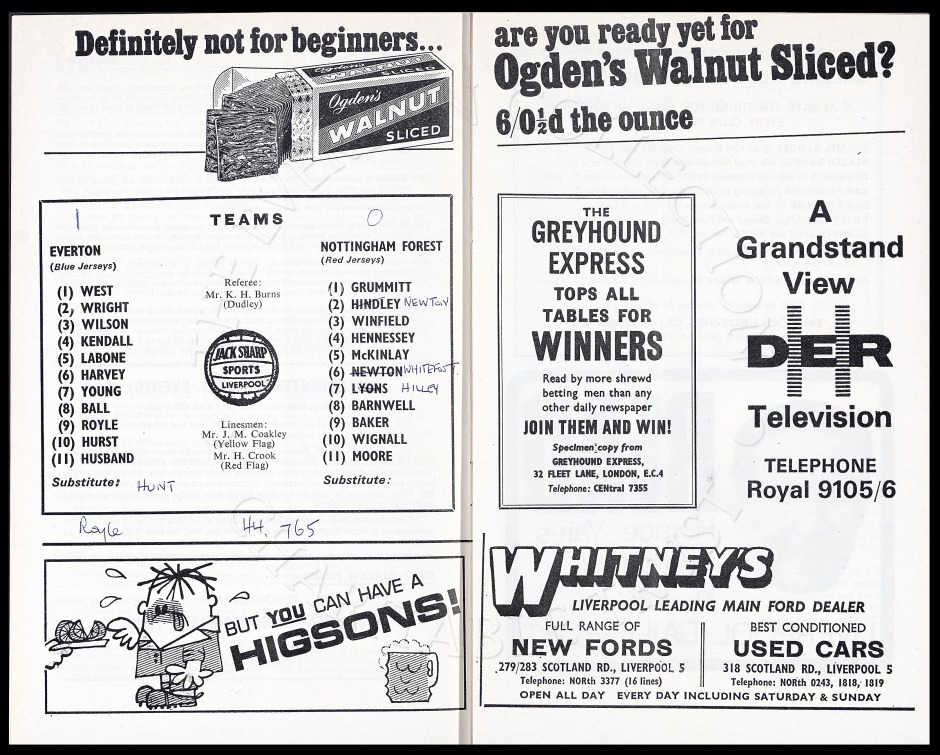 Definitely not for beginners...
Ogden's
WALNUT
SLICED
Ogden's
WALNUT
SLICED
1 TEAMS 0
EVERTON
(Blue Jerseys)
(1) WEST
(2) WRIGHT
(3) WILSON
(4) KENDALL
(5) LABONE
(6) HARVEY
(7) YOUNG
(8) BALL
(9) ROYLE
(10) HURST
(11) HUSBAND
Substitute: HUNT
Referee:
Mr. K. H. Burns
(Dudley)
JACK SHARP
SPORTS
LIVERPOOL
Linesmen:
Mr. J. M. Coakley
(Yellow Flag)
Mr. H. Crook
(Red Flag)
NOTTINGHAM FOREST
(Red Jerseys)
(1) GRUMMITT
(2) HINDLEY NEWTON
(3) WINFIELD
(4) HENNESSEY
(5) McKINLAY
(6) NEWTON WHITEFOOT
(7) LYONS HILLEY
(8) BARNWELL
(9) BAKER
(10) WIGNALL
(11) MOORE
Substitute:
Royle 44,765
BUT YOU CAN HAVE A
HIGSONS!
are you ready yet for
Ogden's Walnut Sliced?
6/0½d the ounce
THE
GREYHOUND
EXPRESS
TOPS ALL
TABLES FOR
WINNERS
Read by more shrewd
betting men than any
other daily newspaper
JOIN THEM AND WIN!
Specimen copy from
GREYHOUND EXPRESS,
32 FLEET LANE, LONDON, E.C.4
Telephone: CENtral 7355
A
Grandstand
View
DER
Television
TELEPHONE
Royal 9105/6
WHITNEYS
LIVERPOOL LEADING MAIN FORD DEALER
FULL RANGE OF
NEW FORDS
279/283 SCOTLAND RD., LIVERPOOL 5
Telephone: NORth 3377 (16 lines)
BEST CONDITIONED
USED CARS
318 SCOTLAND RD., LIVERPOOL 5
Telephone: NORth 0243, 1818, 1819
OPEN ALL DAY EVERY DAY INCLUDING SATURDAY & SUNDAY